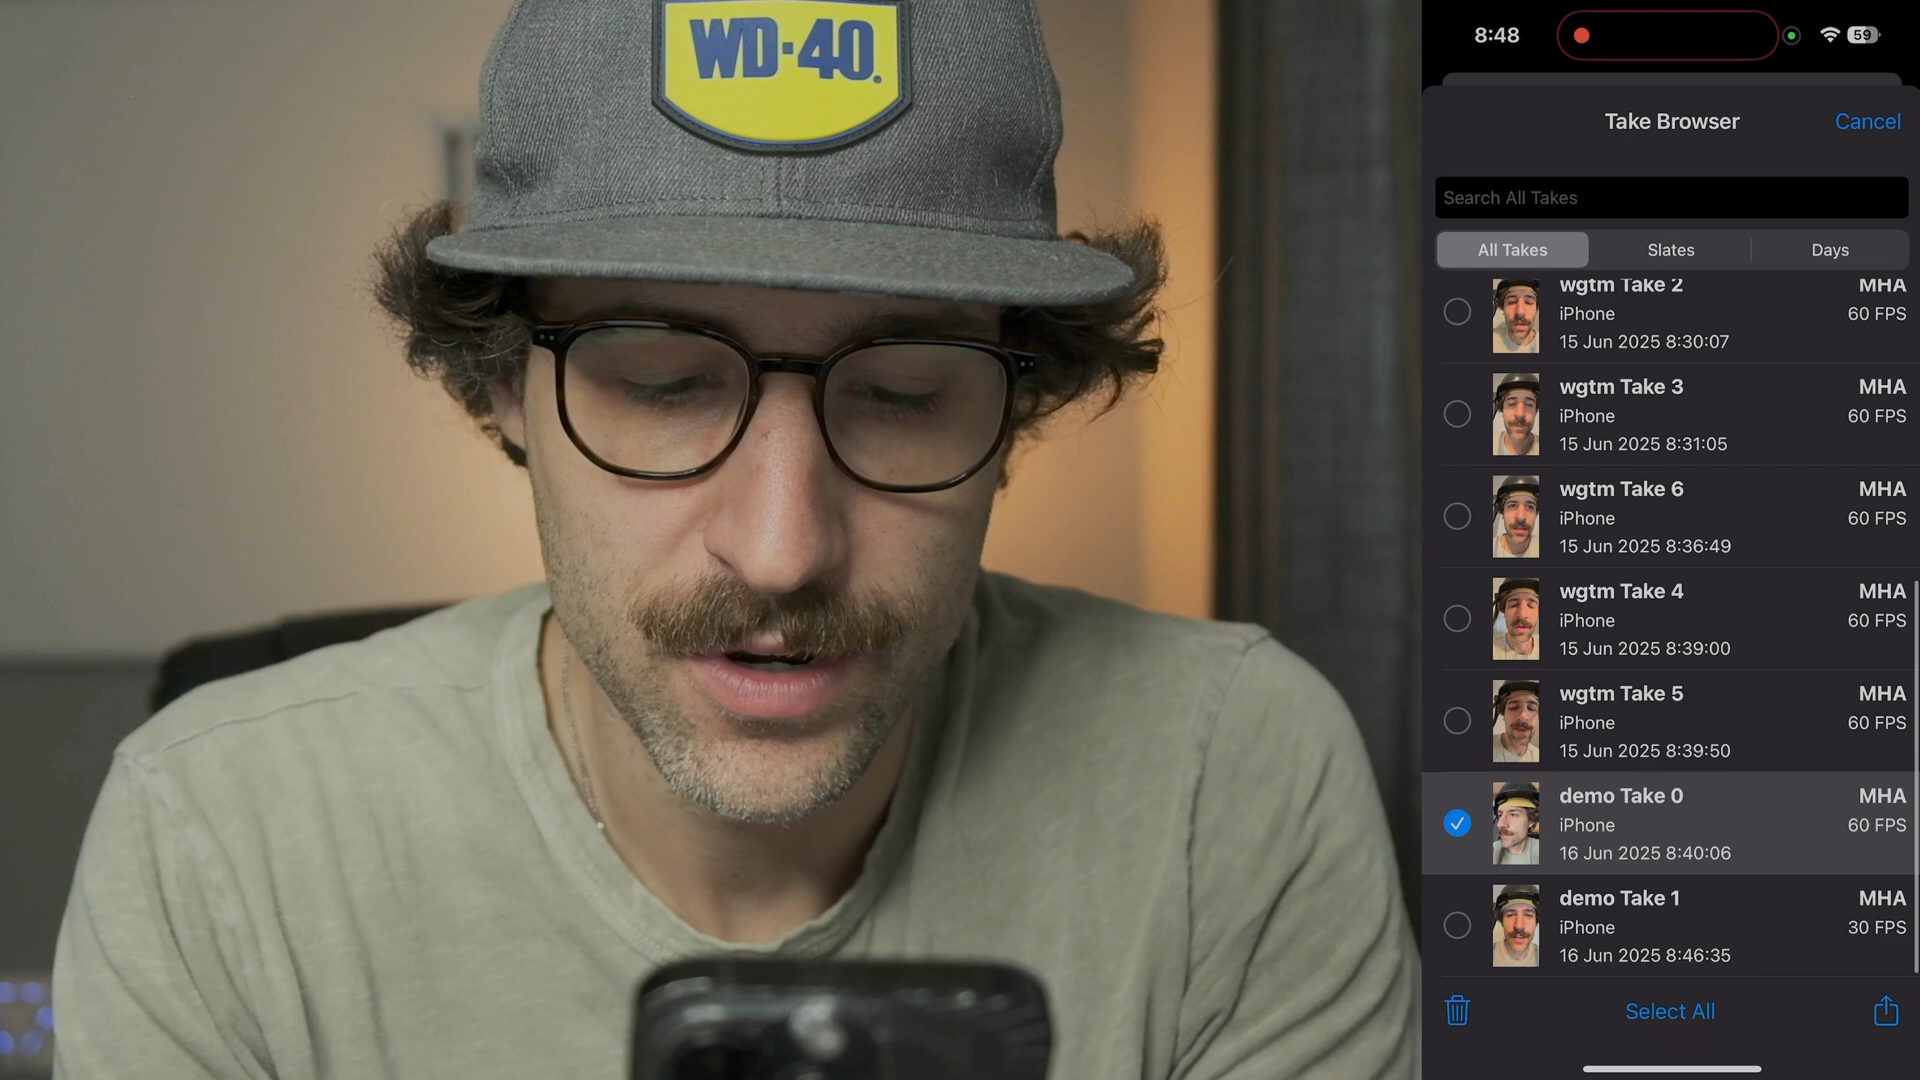 WD-40
8:48
59
Take Browser
Cancel
Search All Takes
All Takes
Slates
Days
wgtm Take 2
MHA
iPhone
60 FPS
15 Jun 2025 8:30:07
wgtm Take 3
MHA
iPhone
60 FPS
15 Jun 2025 8:31:05
wgtm Take 6
MHA
iPhone
60 FPS
15 Jun 2025 8:36:49
wgtm Take 4
MHA
iPhone
60 FPS
15 Jun 2025 8:39:00
wgtm Take 5
MHA
iPhone
60 FPS
15 Jun 2025 8:39:50
demo Take 0
MHA
iPhone
60 FPS
16 Jun 2025 8:40:06
demo Take 1
MHA
iPhone
30 FPS
16 Jun 2025 8:46:35
Select All